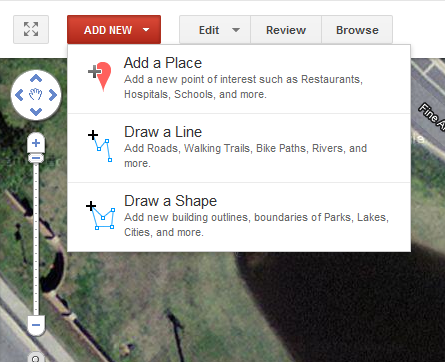 ADD NEW Edit Review Browse
Add a Place
Add a new point of interest such as Restaurants,
Hospitals, Schools, and more.
Draw a Line
Add Roads, Walking Trails, Bike Paths, Rivers, and
more.
Draw a Shape
Add new building outlines, boundaries of Parks, Lakes,
Cities, and more.
Fine